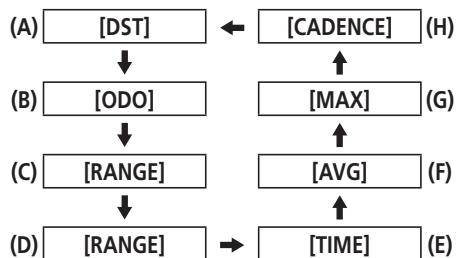 (A) [DST] [CADENCE] (H)
(B) [ODO] [MAX] (G)
(C) [RANGE] [AVG] (F)
(D) [RANGE] [TIME] (E)